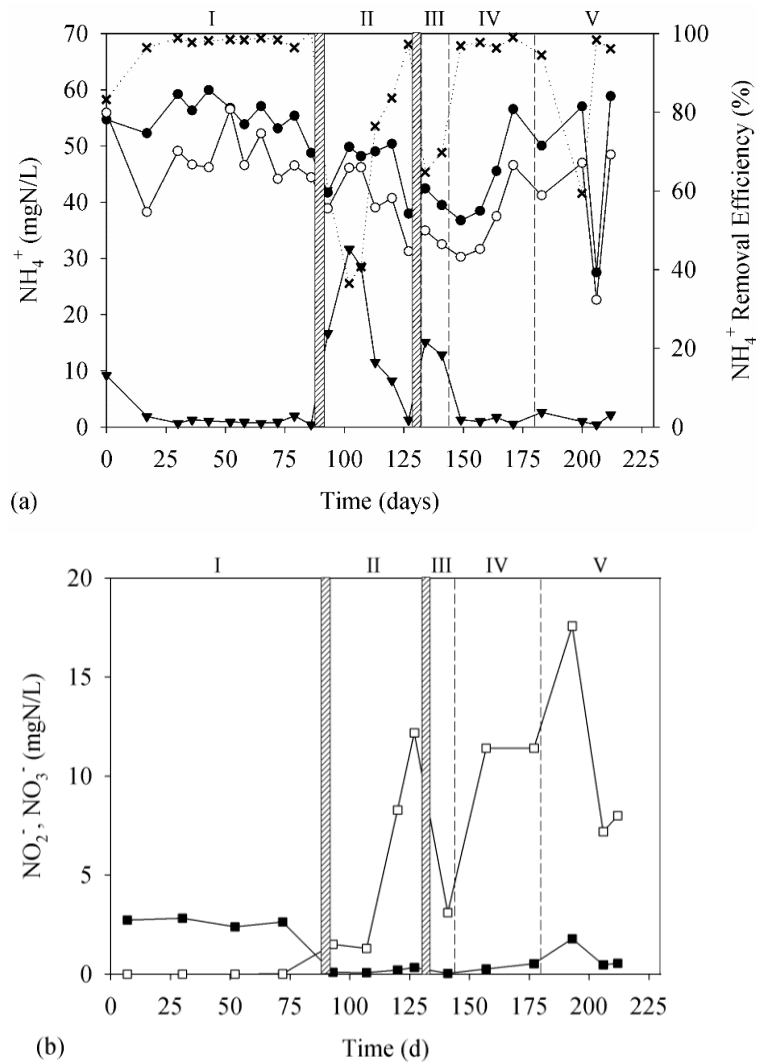 I II III IV V
70
60
50
40
30
20
10
0
NH₄⁺ (mgN/L)
100
80
60
40
20
0
NH₄⁺ Removal Efficiency (%)
0 25 50 75 100 125 150 175 200 225
(a)
Time (days)
I II III IV V
20
15
10
5
0
NO₂⁻, NO₃⁻ (mgN/L)
0 25 50 75 100 125 150 175 200 225
(b)
Time (d)